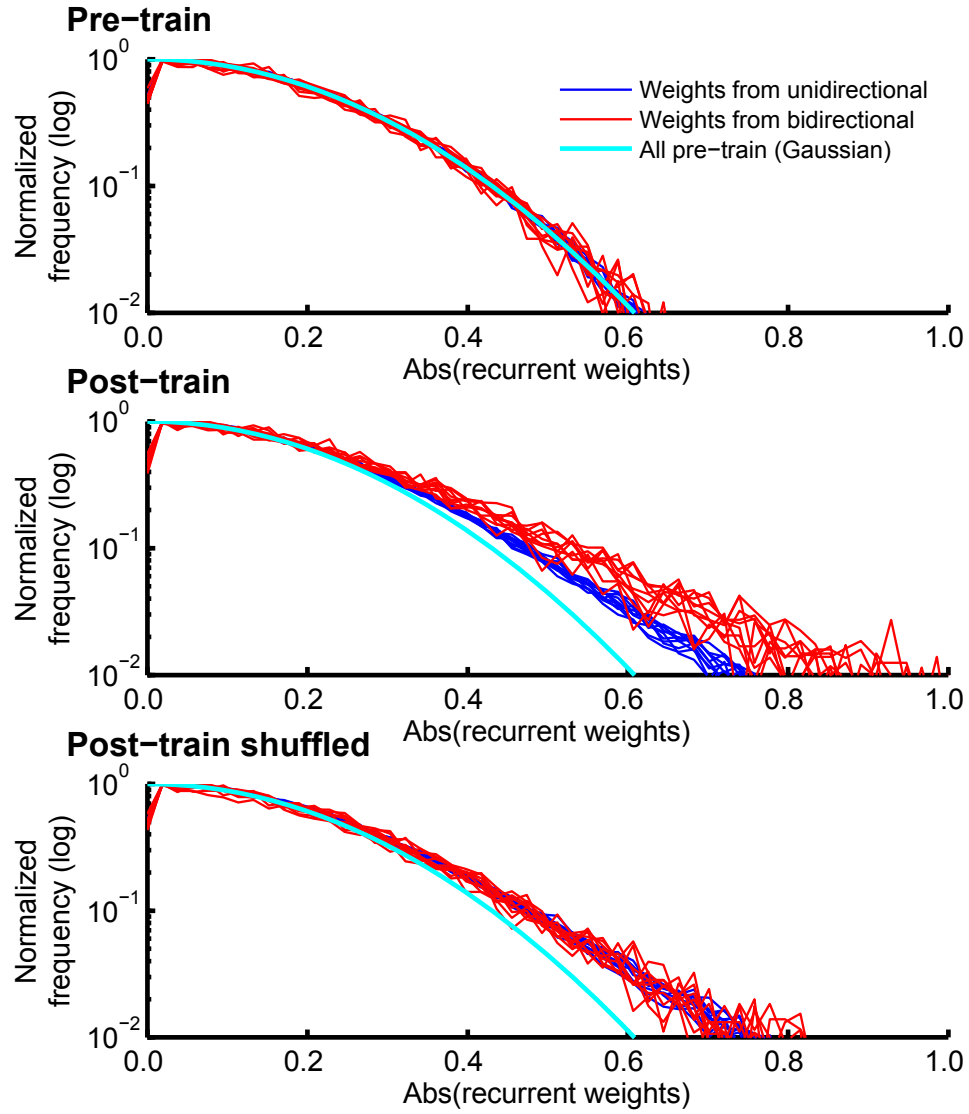 Pre−train
Normalized
frequency (log)
10^0
10^-1
10^-2
Weights from unidirectional
Weights from bidirectional
All pre−train (Gaussian)
0.0 0.2 0.4 0.6 0.8 1.0
Abs(recurrent weights)
Post−train
Normalized
frequency (log)
10^0
10^-1
10^-2
0.0 0.2 0.4 0.6 0.8 1.0
Abs(recurrent weights)
Post−train shuffled
Normalized
frequency (log)
10^0
10^-1
10^-2
0.0 0.2 0.4 0.6 0.8 1.0
Abs(recurrent weights)